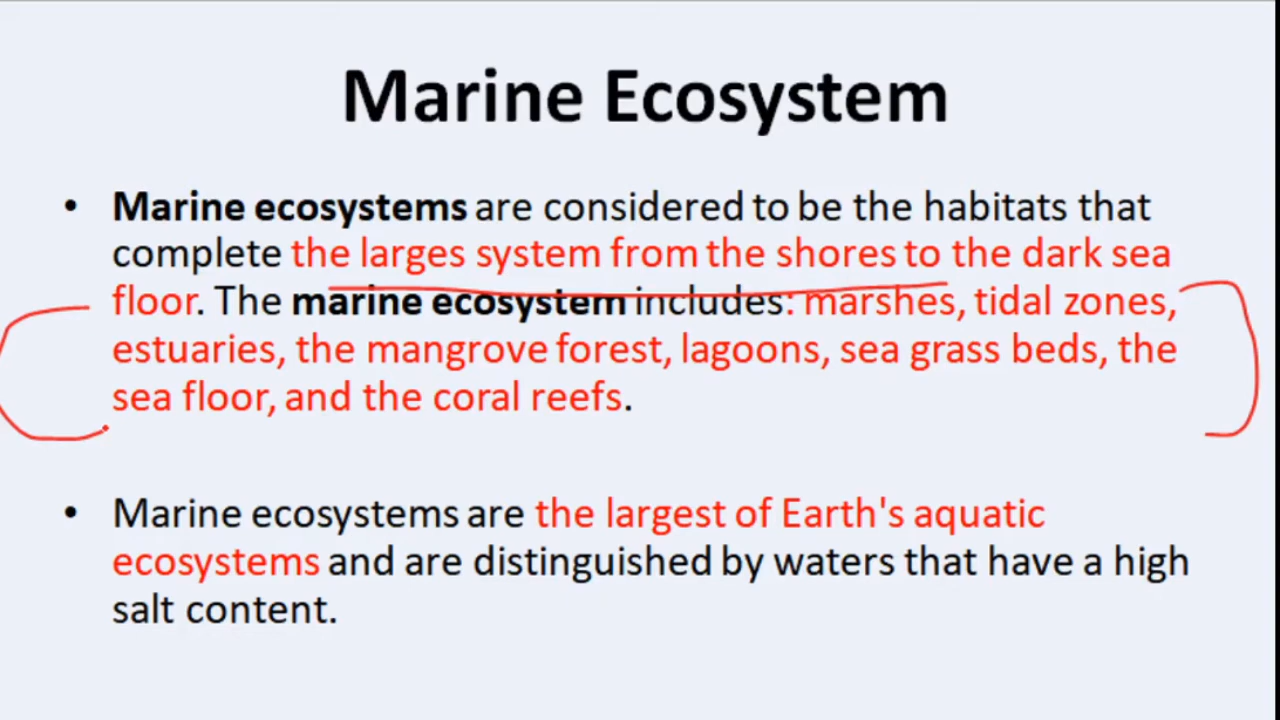 Marine Ecosystem
• Marine ecosystems are considered to be the habitats that
complete the larges system from the shores to the dark sea
floor. The marine ecosystem includes: marshes, tidal zones,
estuaries, the mangrove forest, lagoons, sea grass beds, the
sea floor, and the coral reefs.
• Marine ecosystems are the largest of Earth's aquatic
ecosystems and are distinguished by waters that have a high
salt content.